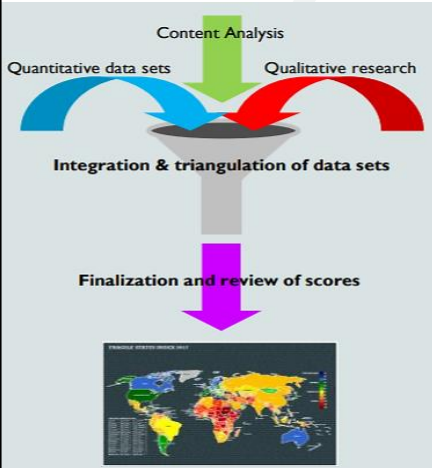 Content Analysis
Quantitative data sets
Qualitative research
Integration & triangulation of data sets
Finalization and review of scores
FRAGILE STATES INDEX 2017